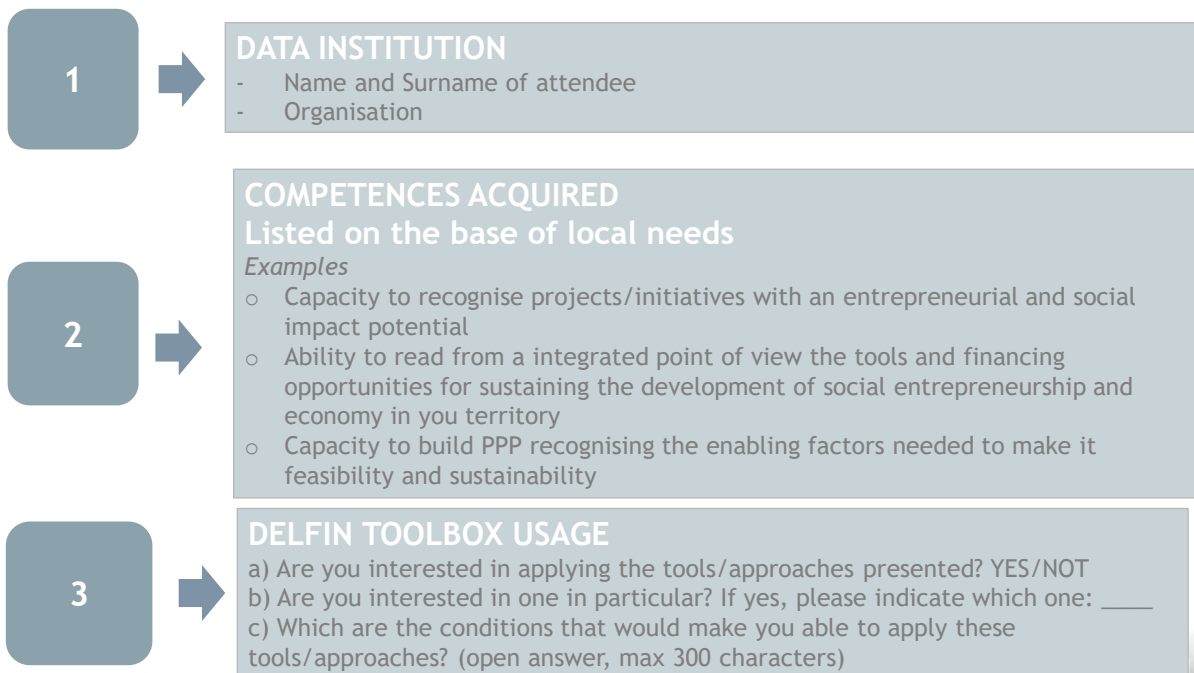 1
DATA INSTITUTION
- Name and Surname of attendee
- Organisation
2
COMPETENCES ACQUIRED
Listed on the base of local needs
Examples
o Capacity to recognise projects/initiatives with an entrepreneurial and social
impact potential
o Ability to read from a integrated point of view the tools and financing
opportunities for sustaining the development of social entrepreneurship and
economy in you territory
o Capacity to build PPP recognising the enabling factors needed to make it
feasibility and sustainability
3
DELFIN TOOLBOX USAGE
a) Are you interested in applying the tools/approaches presented? YES/NOT
b) Are you interested in one in particular? If yes, please indicate which one: ____
c) Which are the conditions that would make you able to apply these
tools/approaches? (open answer, max 300 characters)